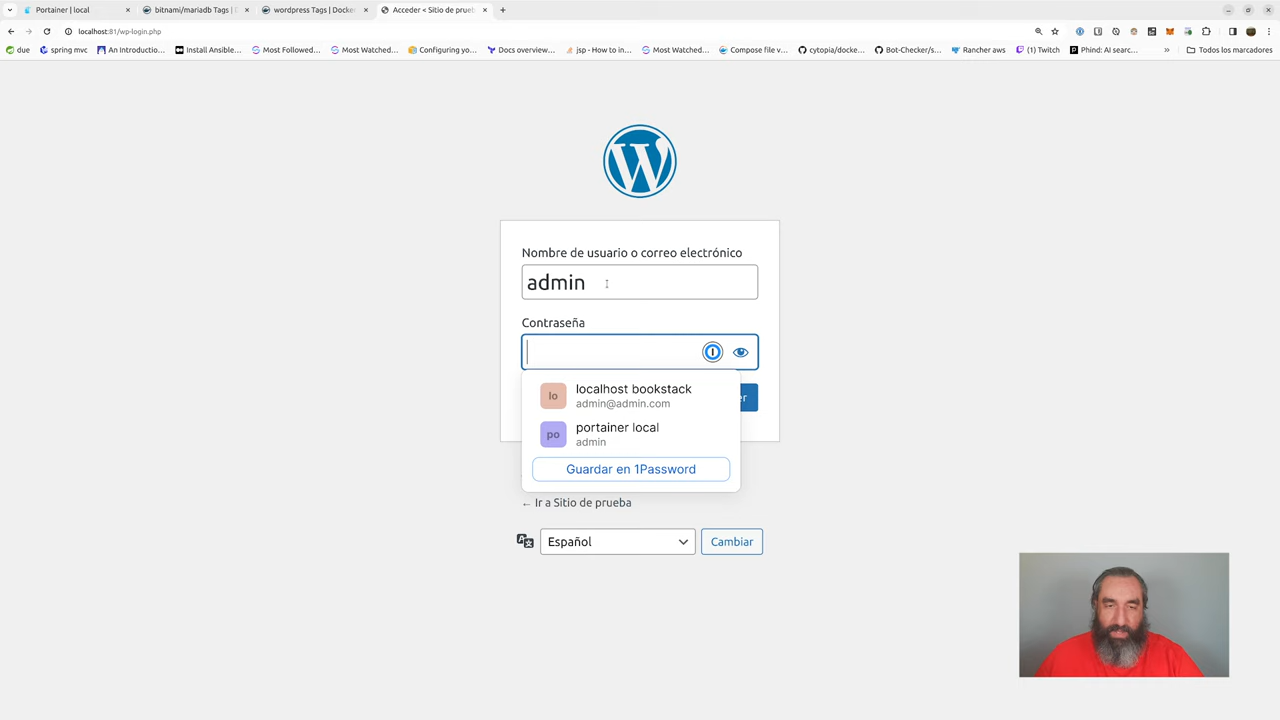 Portainer | local
bitnami/mariadb Tags |
wordpress Tags | Docke
Acceder < Sitio de prueb
localhost:81/wp-login.php
due
spring mvc
An Introductio...
Install Ansible...
Most Followed...
Most Watched...
Configuring yo...
Docs overview...
jsp - How to in...
Most Watched...
Compose file v...
cytopia/docke...
Bot-Checker/s...
Rancher aws
(1) Twitch
Phind: AI searc...
»
Todos los marcadores
Nombre de usuario o correo electrónico
admin
Contraseña
lo
localhost bookstack
admin@admin.com
er
po
portainer local
admin
Guardar en 1Password
← Ir a Sitio de prueba
Español
Cambiar